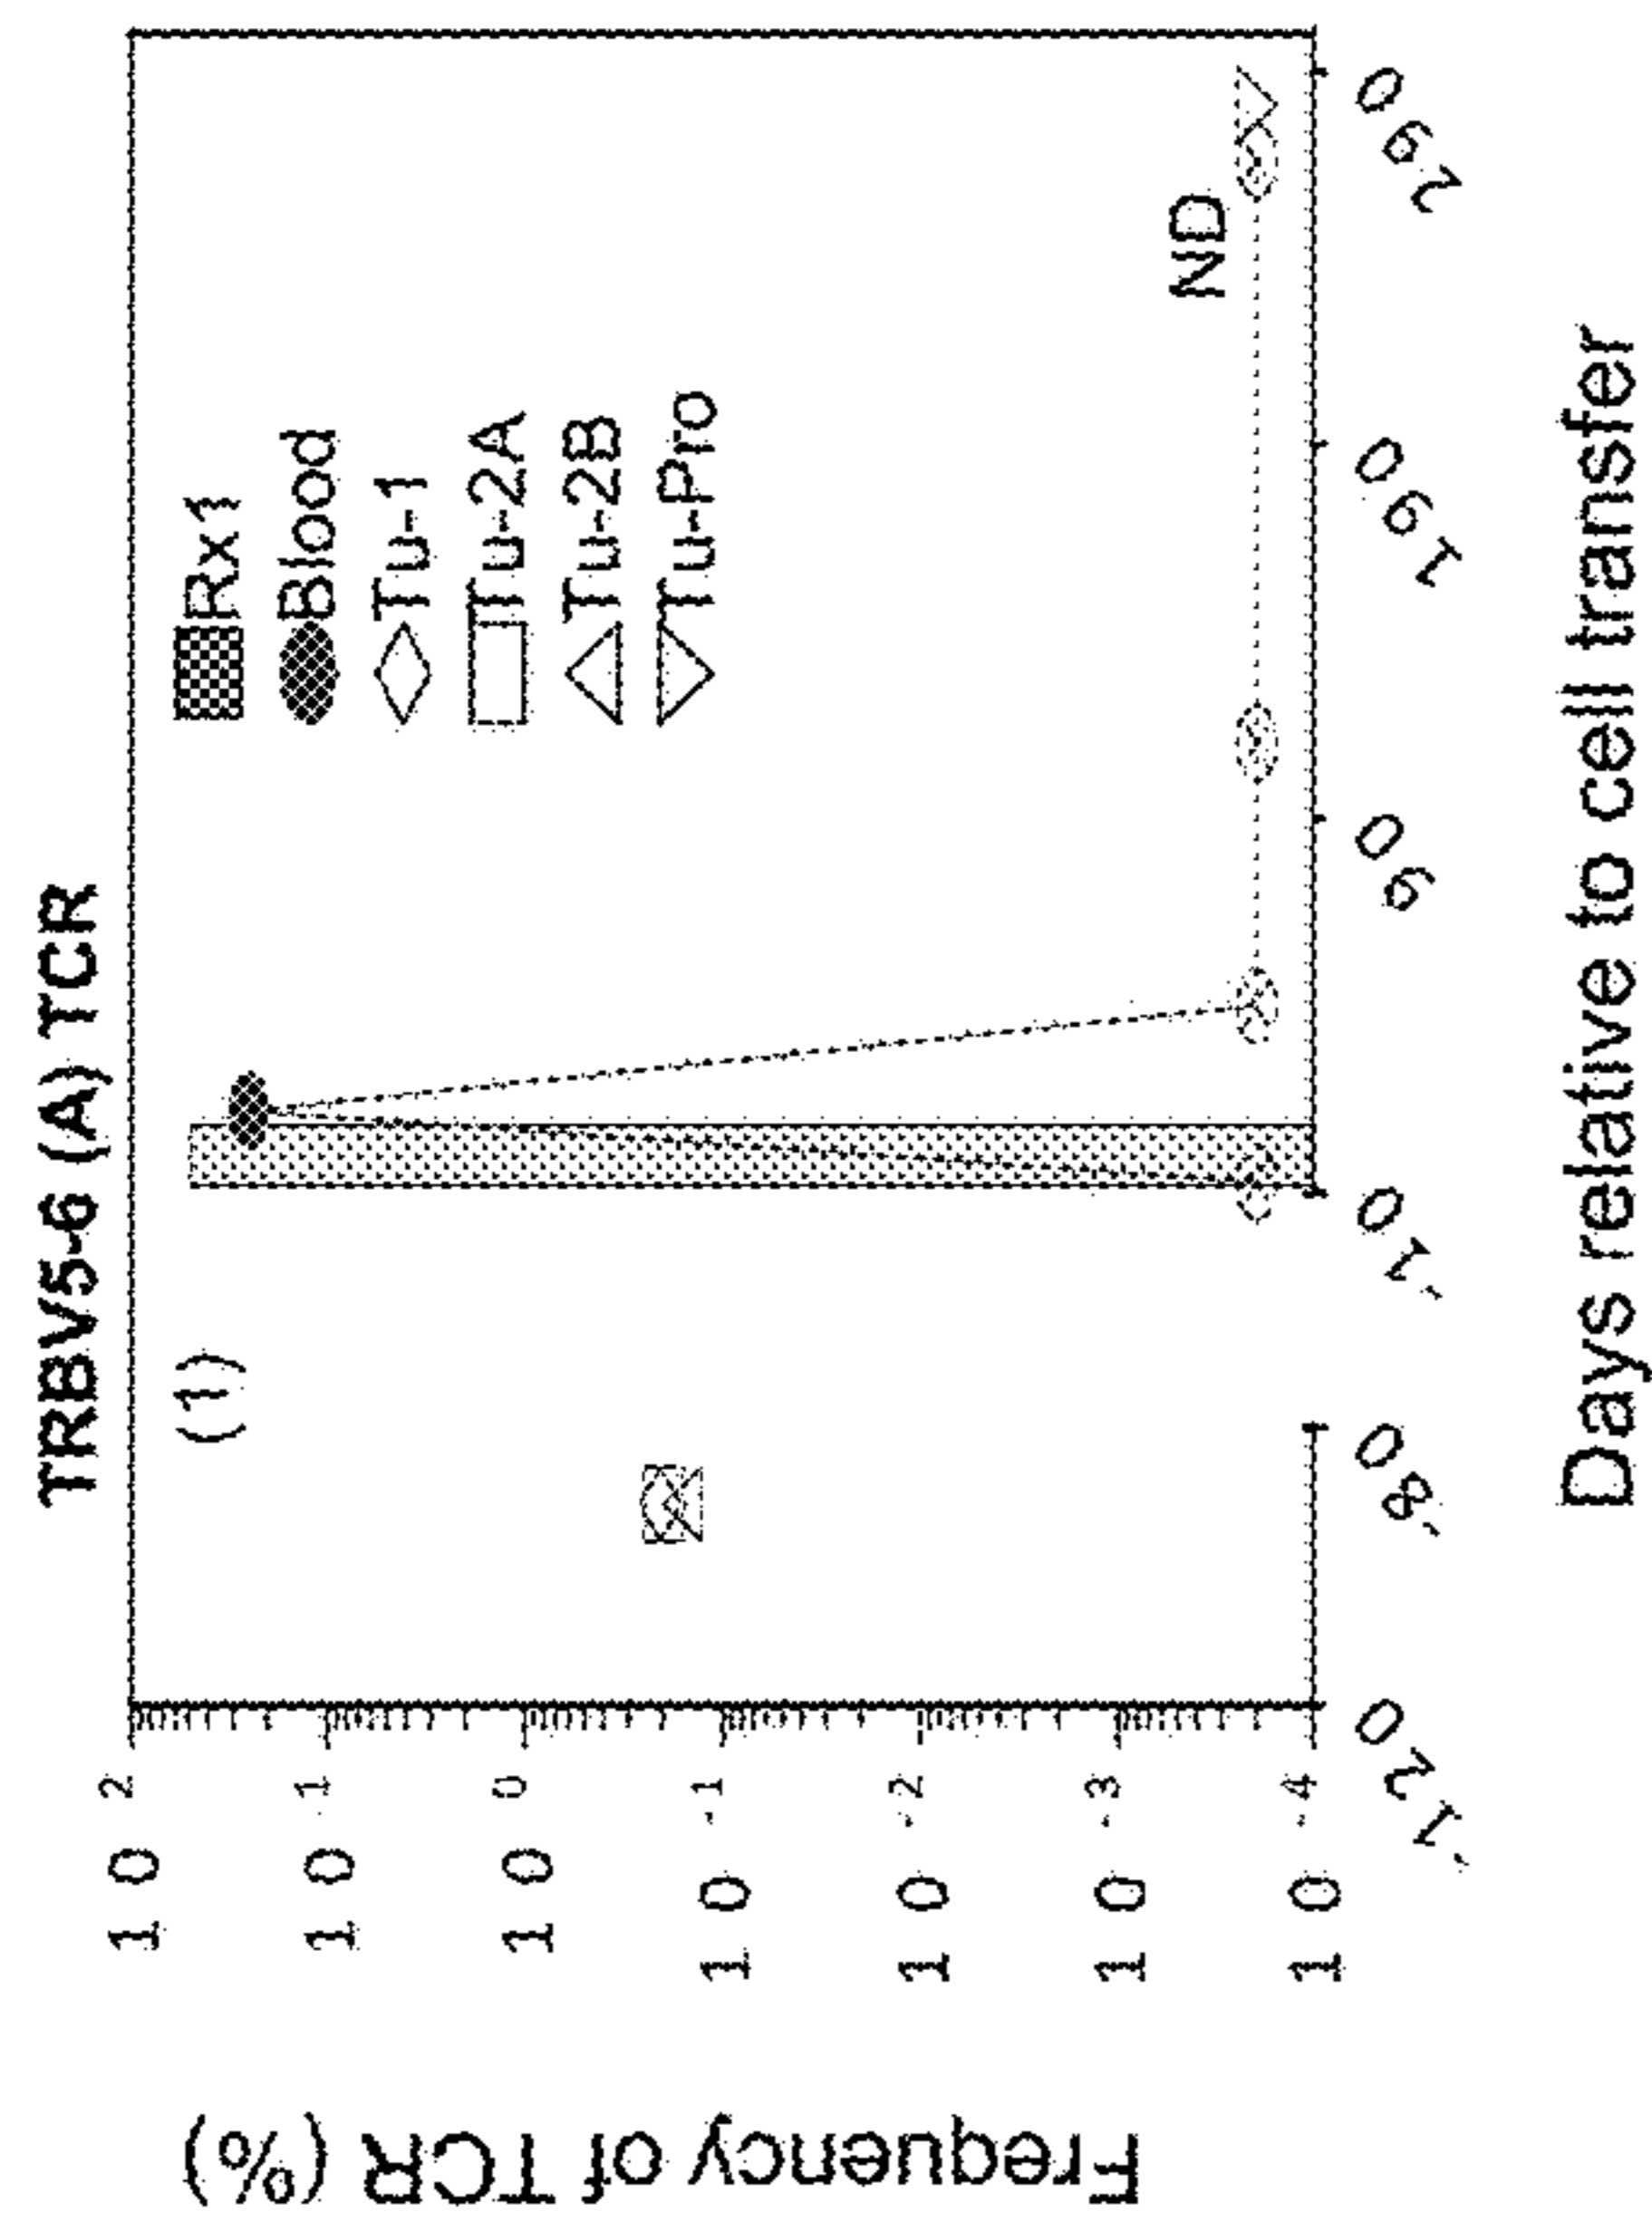 TRBV5-6 (A) TCR
(1)
Rx1
Blood
Tu-1
Tu-2A
Tu-2B
Tu-Pro
ND
Frequency of TCR (%)
10 2
10 1
10 0
10 -1
10 -2
10 -3
10 -4
-120
-80
-10
90
190
290
Days relative to cell transfer